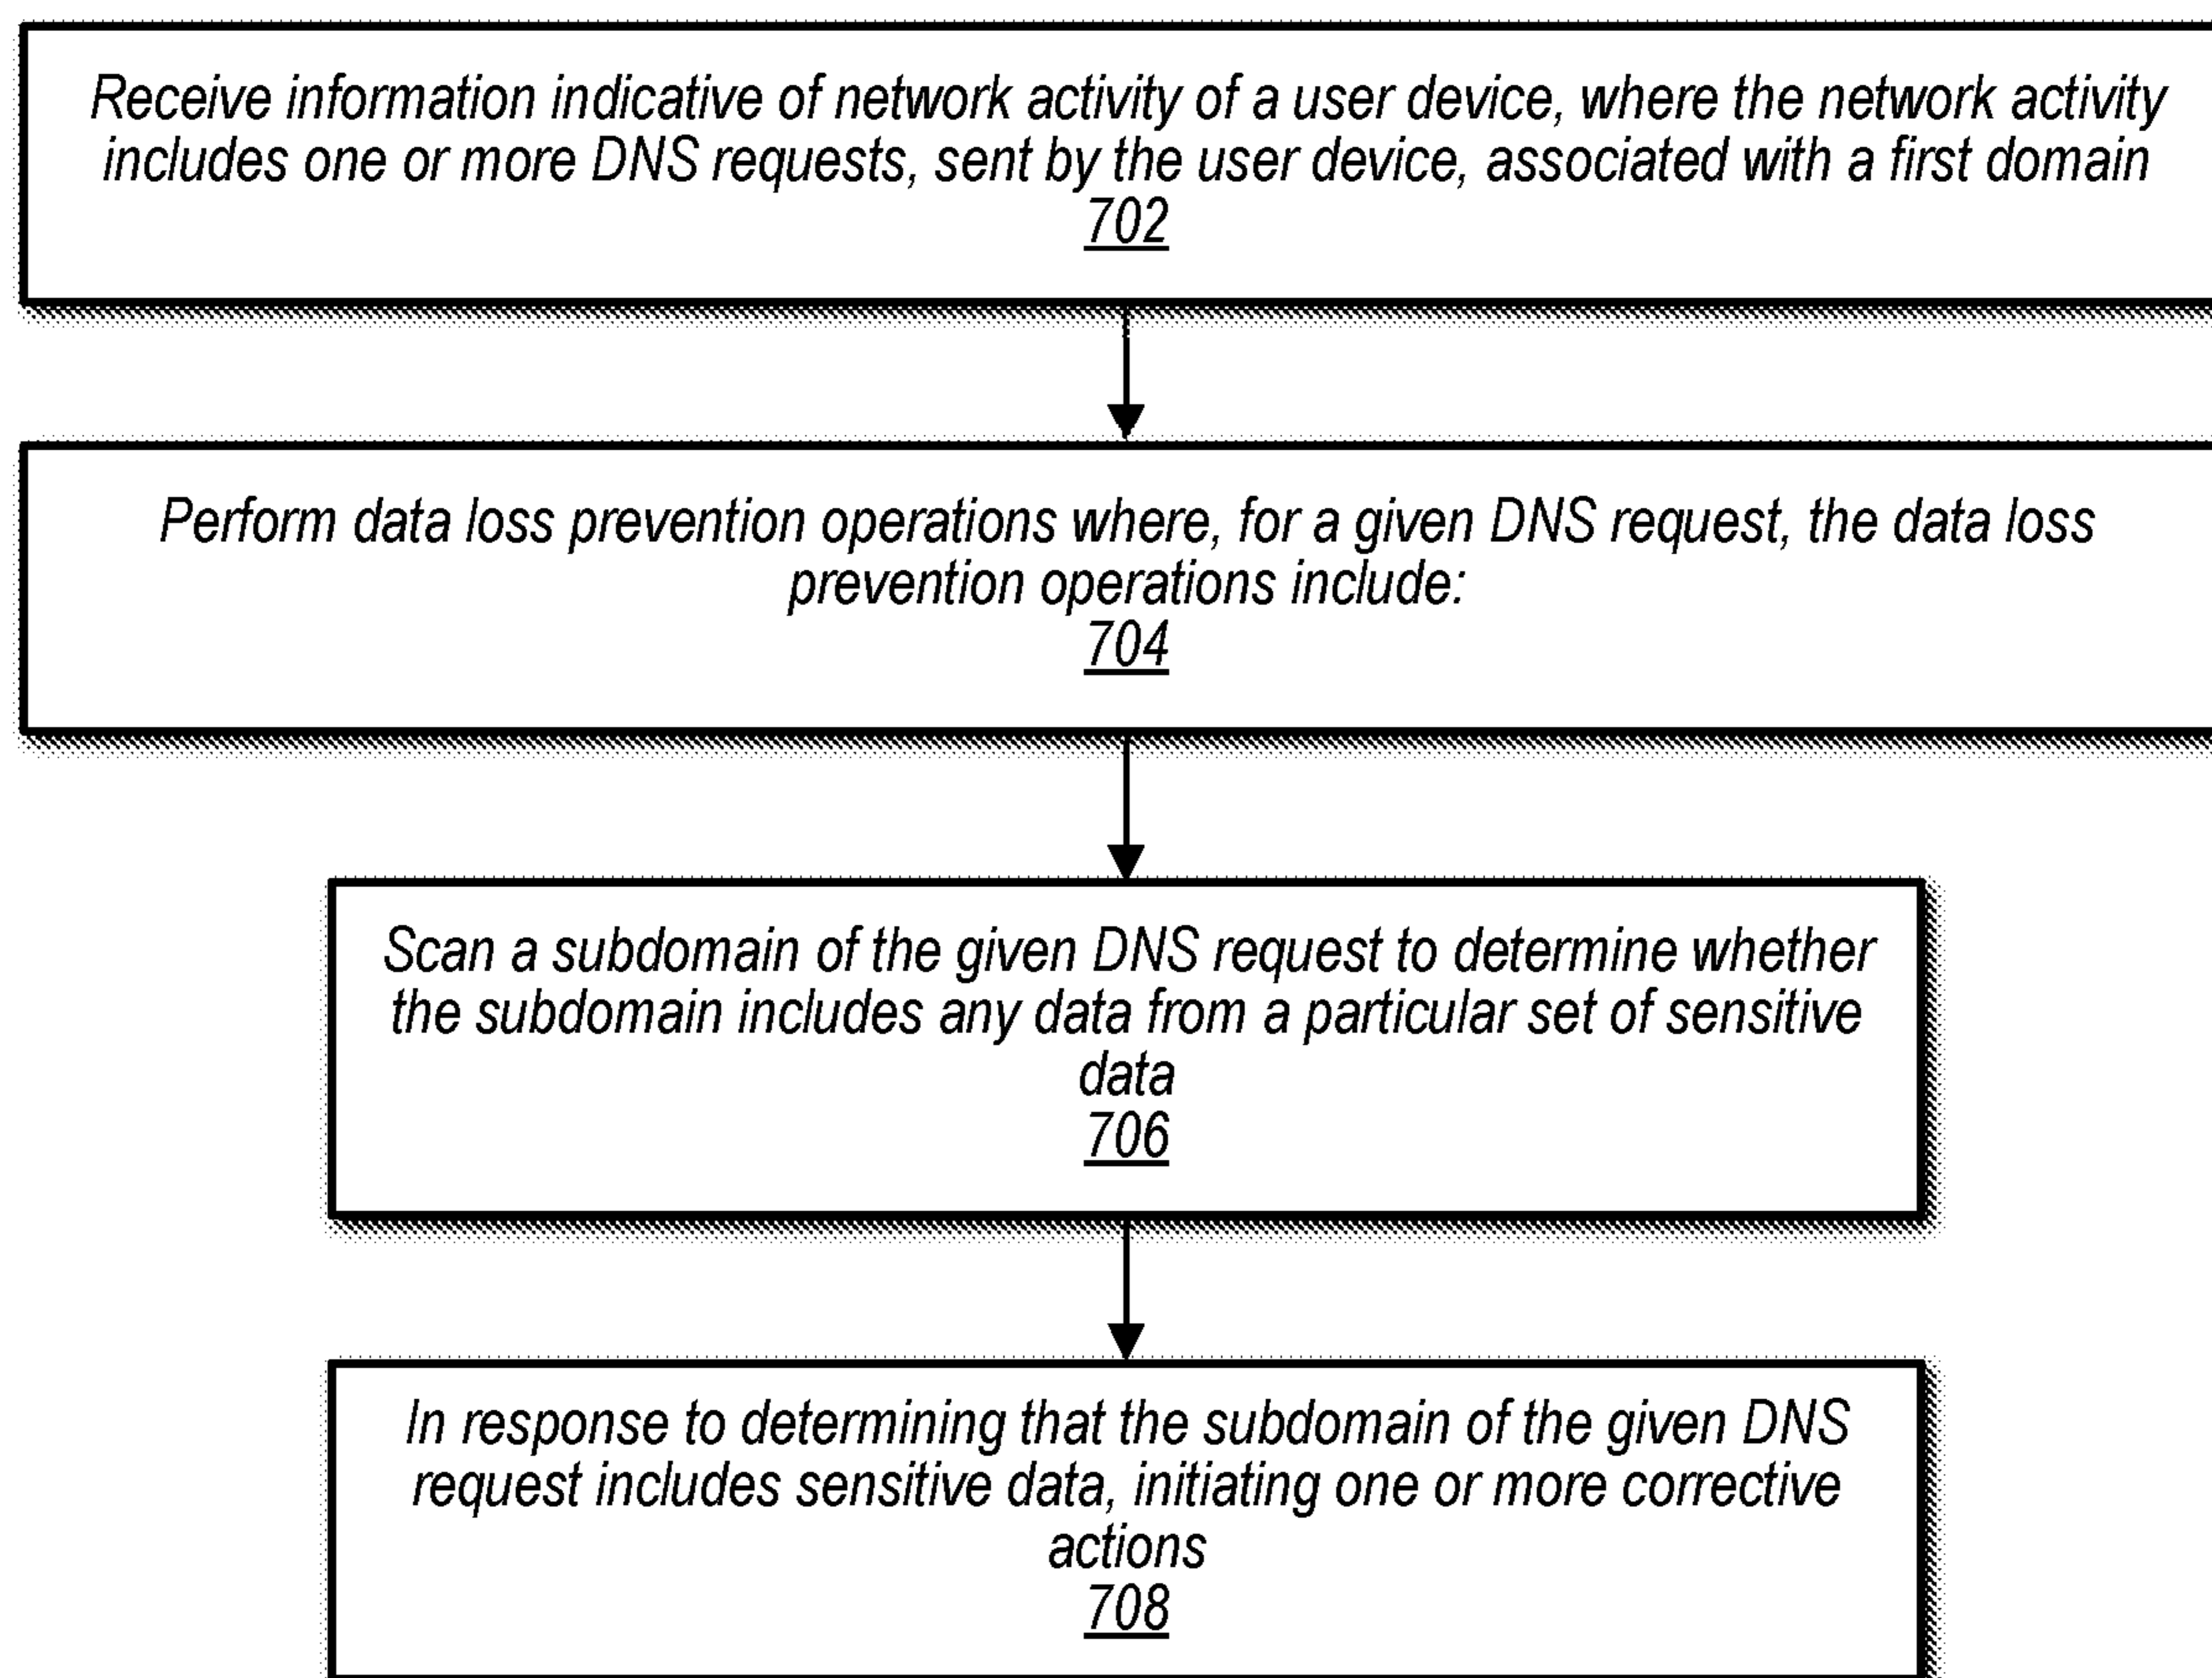 Receive information indicative of network activity of a user device, where the network activity
includes one or more DNS requests, sent by the user device, associated with a first domain
702
Perform data loss prevention operations where, for a given DNS request, the data loss
prevention operations include:
704
Scan a subdomain of the given DNS request to determine whether
the subdomain includes any data from a particular set of sensitive
data
706
In response to determining that the subdomain of the given DNS
request includes sensitive data, initiating one or more corrective
actions
708